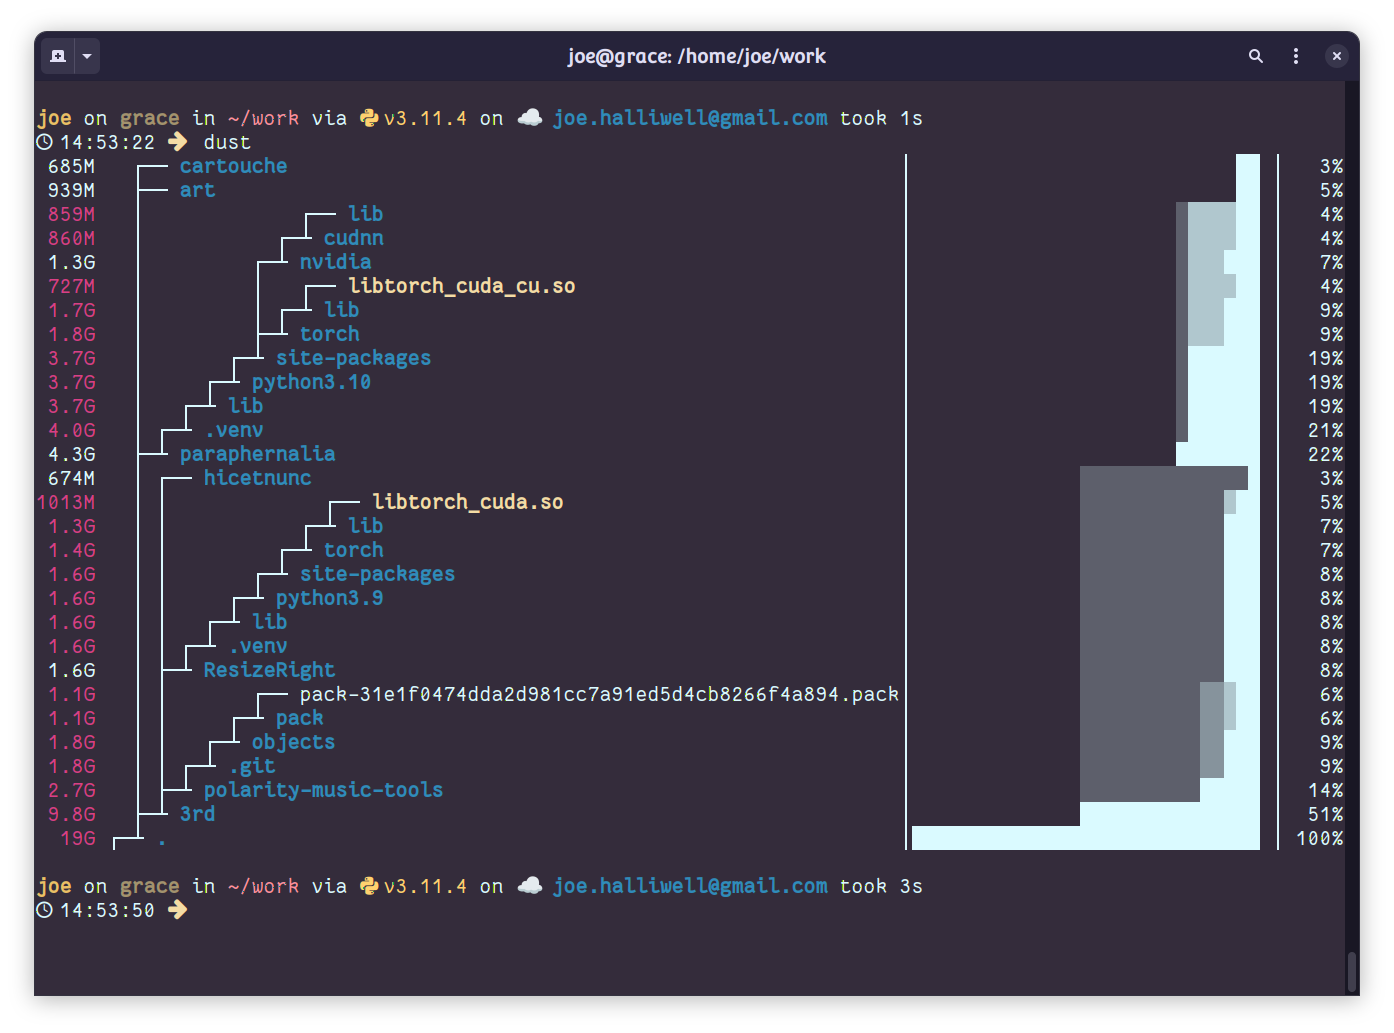 joe@grace: /home/joe/work
joe on grace in ~/work via v3.11.4 on joe.halliwell@gmail.com took 1s
14:53:22 dust
685M cartouche 3%
939M art 5%
859M lib 4%
860M cudnn 4%
1.3G nvidia 7%
727M libtorch_cuda_cu.so 4%
1.7G lib 9%
1.8G torch 9%
3.7G site-packages 19%
3.7G python3.10 19%
3.7G lib 19%
4.0G .venv 21%
4.3G paraphernalia 22%
674M hicetnunc 3%
1013M libtorch_cuda.so 5%
1.3G lib 7%
1.4G torch 7%
1.6G site-packages 8%
1.6G python3.9 8%
1.6G lib 8%
1.6G .venv 8%
1.6G ResizeRight 8%
1.1G pack-31e1f0474dda2d981cc7a91ed5d4cb8266f4a894.pack 6%
1.1G pack 6%
1.8G objects 9%
1.8G .git 9%
2.7G polarity-music-tools 14%
9.8G 3rd 51%
19G . 100%
joe on grace in ~/work via v3.11.4 on joe.halliwell@gmail.com took 3s
14:53:50